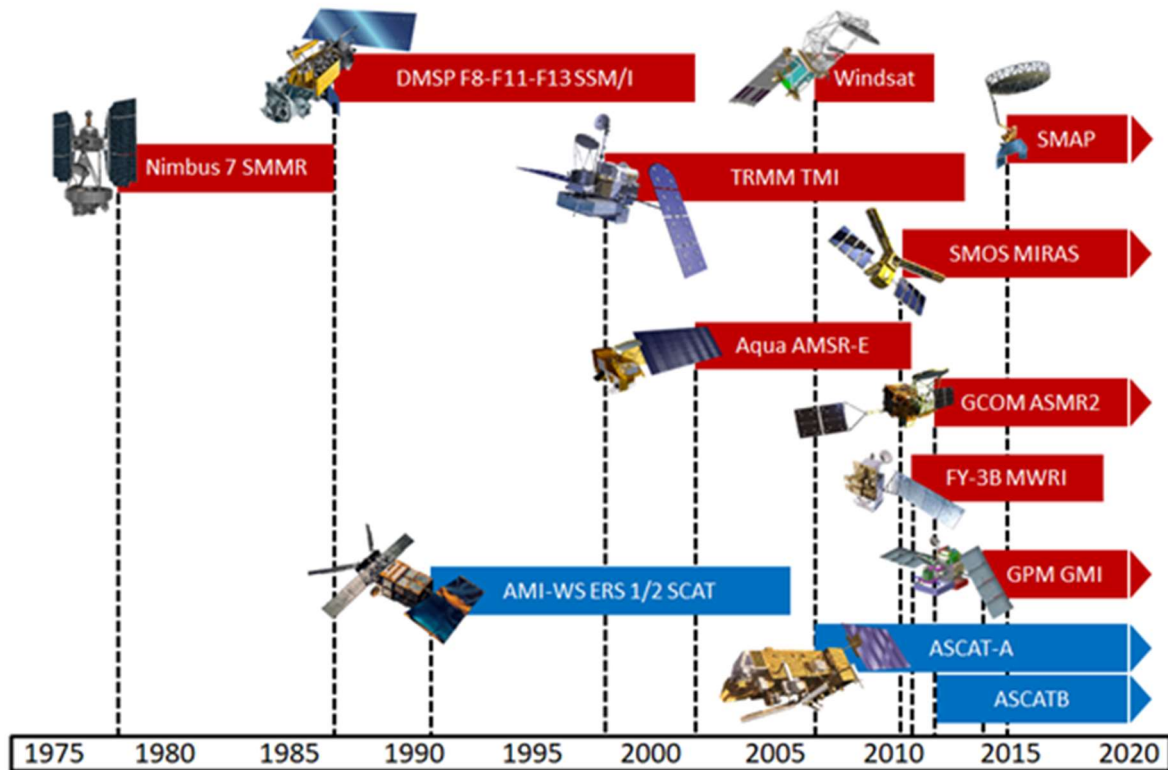 DMSP F8-F11-F13 SSM/I
Windsat
Nimbus 7 SMMR
SMAP
TRMM TMI
SMOS MIRAS
Aqua AMSR-E
GCOM ASMR2
FY-3B MWRI
AMI-WS ERS 1/2 SCAT
GPM GMI
ASCAT-A
ASCATB
1975 1980 1985 1990 1995 2000 2005 2010 2015 2020